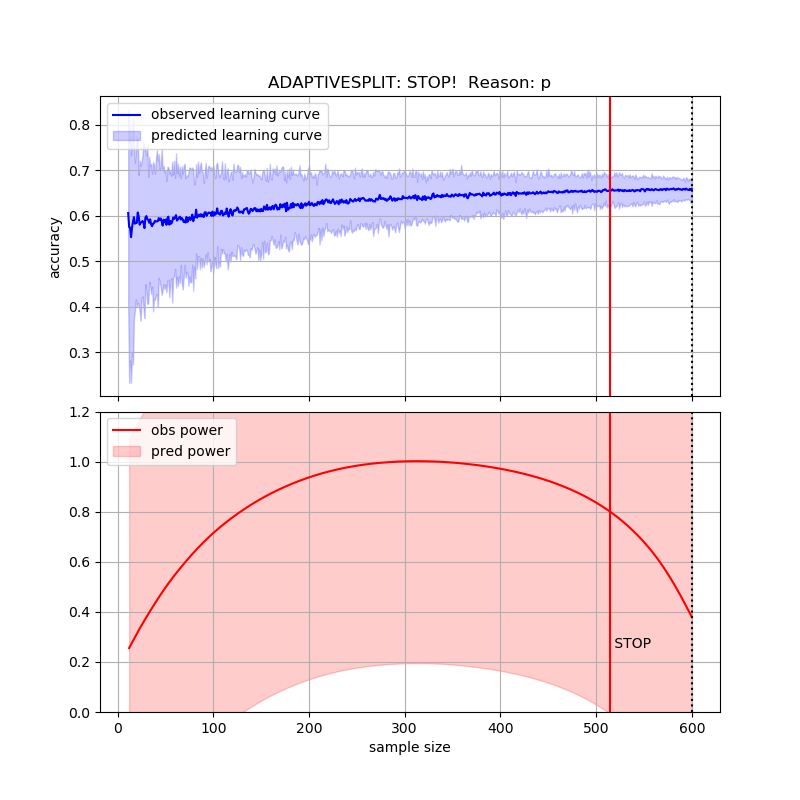 ADAPTIVESPLIT: STOP!  Reason: p
observed learning curve
predicted learning curve
accuracy
0.8
0.7
0.6
0.5
0.4
0.3
obs power
pred power
1.2
1.0
0.8
0.6
0.4
0.2
0.0
STOP
0 100 200 300 400 500 600
sample size